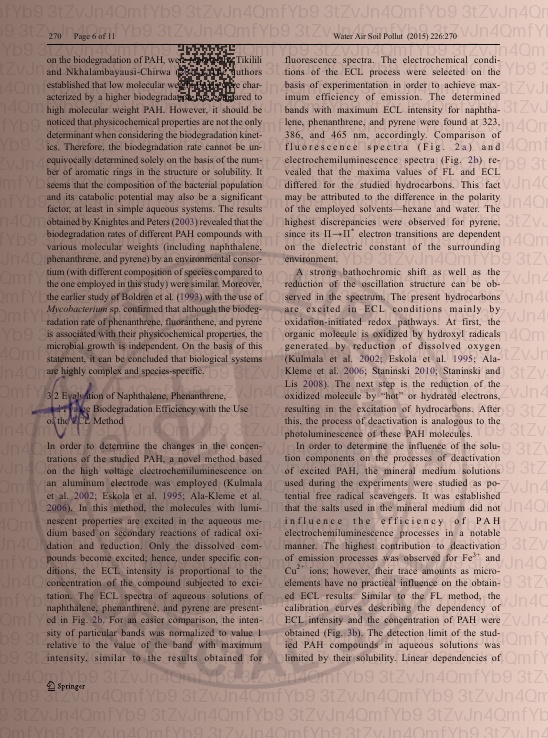 270 Page 6 of 11
Water Air Soil Pollut (2015) 226:270
on the biodegradation of PAH, were Tikilili
and Nkhalambayausi-Chirwa authors
established that low molecular we were char-
acterized by a higher biodegradat compared to
high molecular weight PAH. However, it should be
noticed that physicochemical properties are not the only
determinant when considering the biodegradation kinet-
ics. Therefore, the biodegradation rate cannot be un-
equivocally determined solely on the basis of the num-
ber of aromatic rings in the structure or solubility. It
seems that the composition of the bacterial population
and its catabolic potential may also be a significant
factor, at least in simple aqueous systems. The results
obtained by Knightes and Peters (2003) revealed that the
biodegradation rates of different PAH compounds with
various molecular weights (including naphthalene,
phenanthrene, and pyrene) by an environmental consor-
tium (with different composition of species compared to
the one employed in this study) were similar. Moreover,
the earlier study of Boldren et al. (1993) with the use of
Mycobacterium sp. confirmed that although the biodeg-
radation rate of phenanthrene, fluoranthene, and pyrene
is associated with their physicochemical properties, the
microbial growth is independent. On the basis of this
statement, it can be concluded that biological systems
are highly complex and species-specific.
3.2 Evaluation of Naphthalene, Phenanthrene,
Biodegradation Efficiency with the Use
of the ECL Method
In order to determine the changes in the concen-
trations of the studied PAH, a novel method based
on the high voltage electrochemiluminescence on
an aluminum electrode was employed (Kulmala
et al. 2002; Eskola et al. 1995; Ala-Kleme et al.
2006). In this method, the molecules with lumi-
nescent properties are excited in the aqueous me-
dium based on secondary reactions of radical oxi-
dation and reduction. Only the dissolved com-
pounds become excited; hence, under specific con-
ditions, the ECL intensity is proportional to the
concentration of the compound subjected to exci-
tation. The ECL spectra of aqueous solutions of
naphthalene, phenanthrene, and pyrene are present-
ed in Fig. 2b. For an easier comparison, the inten-
sity of particular bands was normalized to value 1
relative to the value of the band with maximum
intensity, similar to the results obtained for
fluorescence spectra. The electrochemical condi-
tions of the ECL process were selected on the
basis of experimentation in order to achieve max-
imum efficiency of emission. The determined
bands with maximum ECL intensity for naphtha-
lene, phenanthrene, and pyrene were found at 323,
386, and 465 nm, accordingly. Comparison of
fluorescence spectra (Fig. 2a) and
electrochemiluminescence spectra (Fig. 2b) re-
vealed that the maxima values of FL and ECL
differed for the studied hydrocarbons. This fact
may be attributed to the difference in the polarity
of the employed solvents—hexane and water. The
highest discrepancies were observed for pyrene,
since its Π→Π* electron transitions are dependent
on the dielectric constant of the surrounding
environment.
A strong bathochromic shift as well as the
reduction of the oscillation structure can be ob-
served in the spectrum. The present hydrocarbons
are excited in ECL conditions mainly by
oxidation-initiated redox pathways. At first, the
organic molecule is oxidized by hydroxyl radicals
generated by reduction of dissolved oxygen
(Kulmala et al. 2002; Eskola et al. 1995; Ala-
Kleme et al. 2006; Staninski 2010; Staninski and
Lis 2008). The next step is the reduction of the
oxidized molecule by “hot” or hydrated electrons,
resulting in the excitation of hydrocarbons. After
this, the process of deactivation is analogous to the
photoluminescence of these PAH molecules.
In order to determine the influence of the solu-
tion components on the processes of deactivation
of excited PAH, the mineral medium solutions
used during the experiments were studied as po-
tential free radical scavengers. It was established
that the salts used in the mineral medium did not
influence the efficiency of PAH
electrochemiluminescence processes in a notable
manner. The highest contribution to deactivation
of emission processes was observed for Fe3+ and
Cu2+ ions; however, their trace amounts as micro-
elements have no practical influence on the obtain-
ed ECL results. Similar to the FL method, the
calibration curves describing the dependency of
ECL intensity and the concentration of PAH were
obtained (Fig. 3b). The detection limit of the stud-
ied PAH compounds in aqueous solutions was
limited by their solubility. Linear dependencies of
Springer